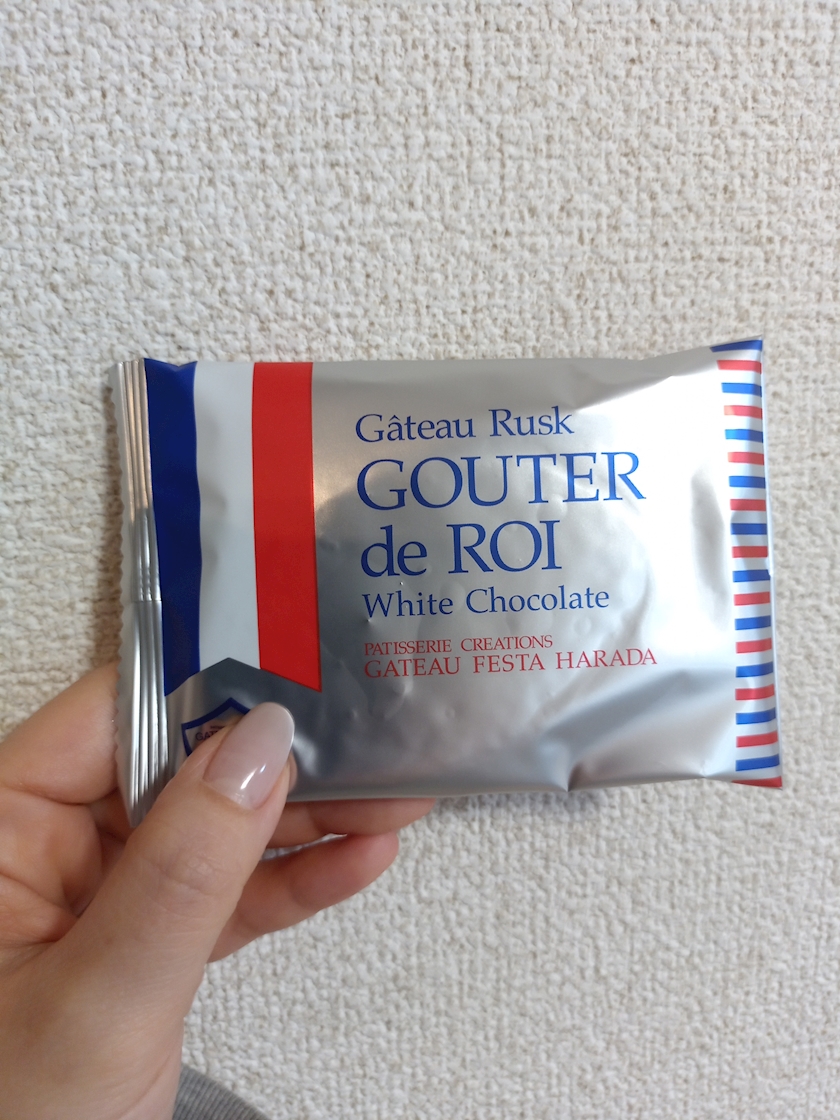 Gâteau Rusk
GOUTER
de ROI
White Chocolate
PATISSERIE CREATIONS
GATEAU FESTA HARADA